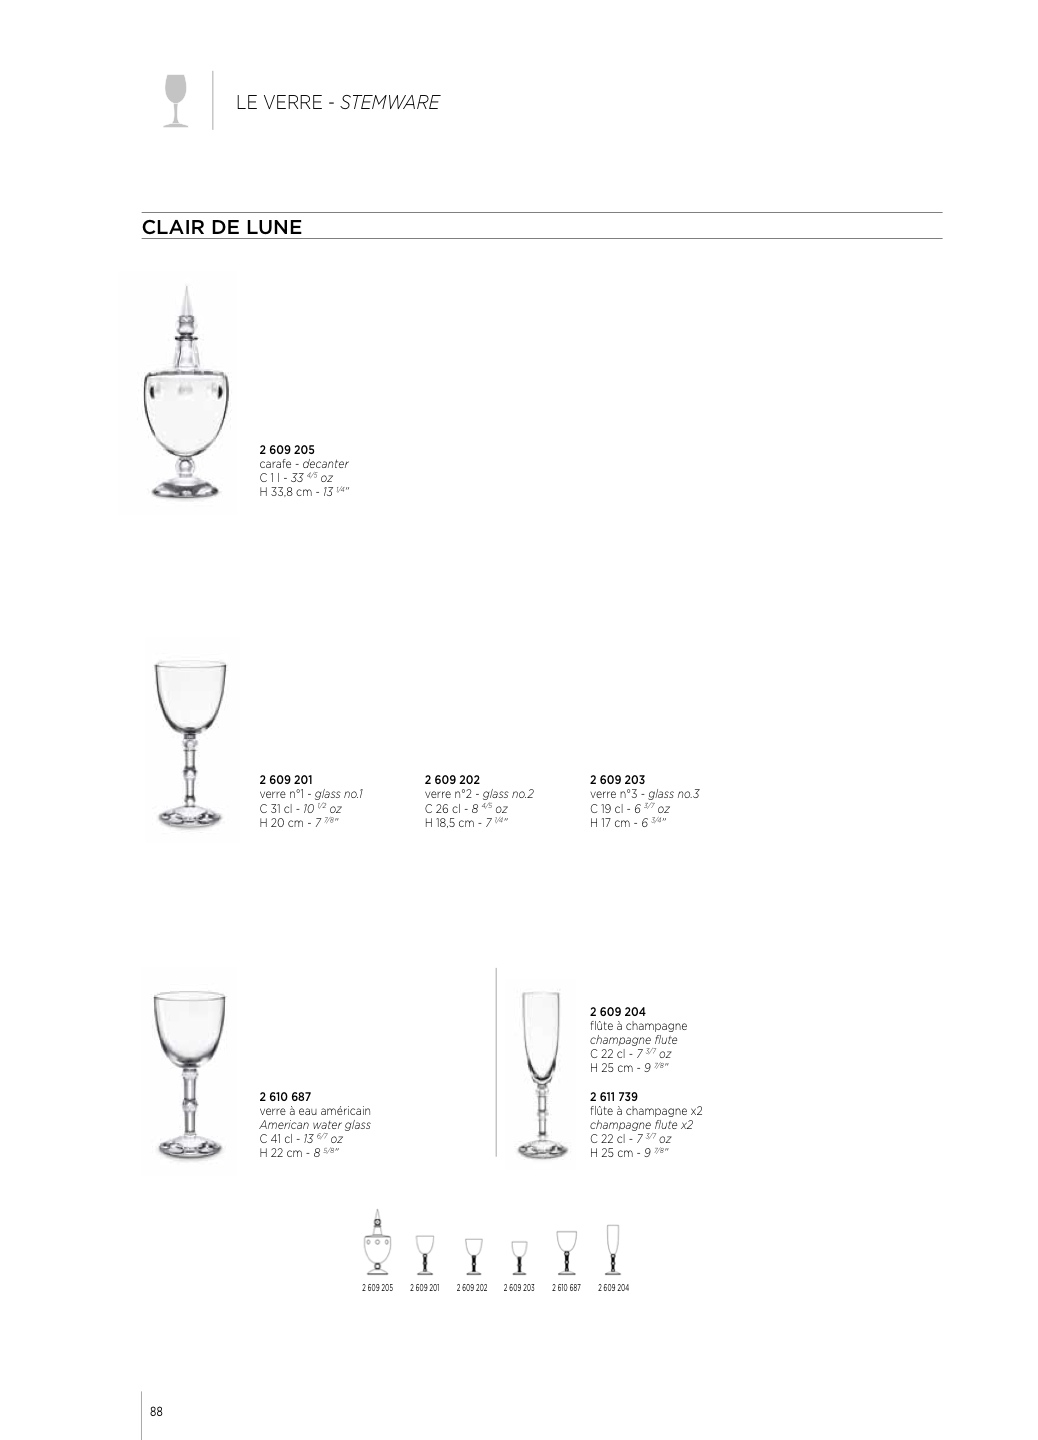 LE VERRE - STEMWARE
CLAIR DE LUNE
2 609 205
carafe - decanter
C 1 l - 33 4/5 oz
H 33,8 cm - 13 1/4"
2 609 201
verre n°1 - glass no.1
C 31 cl - 10 1/2 oz
H 20 cm - 7 7/8"
2 609 202
verre n°2 - glass no.2
C 26 cl - 8 4/5 oz
H 18,5 cm - 7 1/4"
2 609 203
verre n°3 - glass no.3
C 19 cl - 6 3/7 oz
H 17 cm - 6 3/4"
2 610 687
verre à eau américain
American water glass
C 41 cl - 13 6/7 oz
H 22 cm - 8 5/8"
2 609 204
flûte à champagne
champagne flute
C 22 cl - 7 3/7 oz
H 25 cm - 9 7/8"
2 611 739
flûte à champagne x2
champagne flute x2
C 22 cl - 7 3/7 oz
H 25 cm - 9 7/8"
2 609 205 2 609 201 2 609 202 2 609 203 2 610 687 2 609 204
88